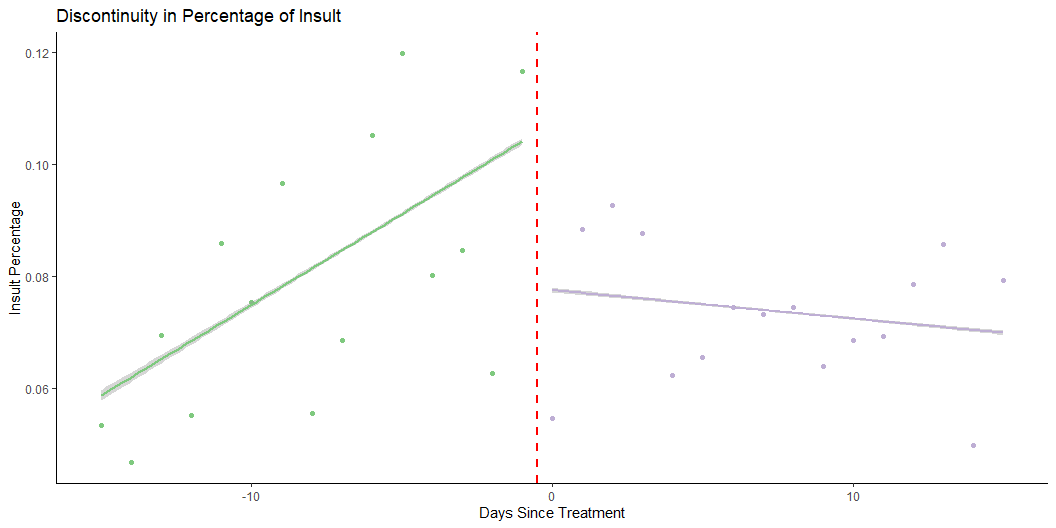 Discontinuity in Percentage of Insult
0.12
0.10
0.08
0.06
Insult Percentage
-10
0
10
Days Since Treatment